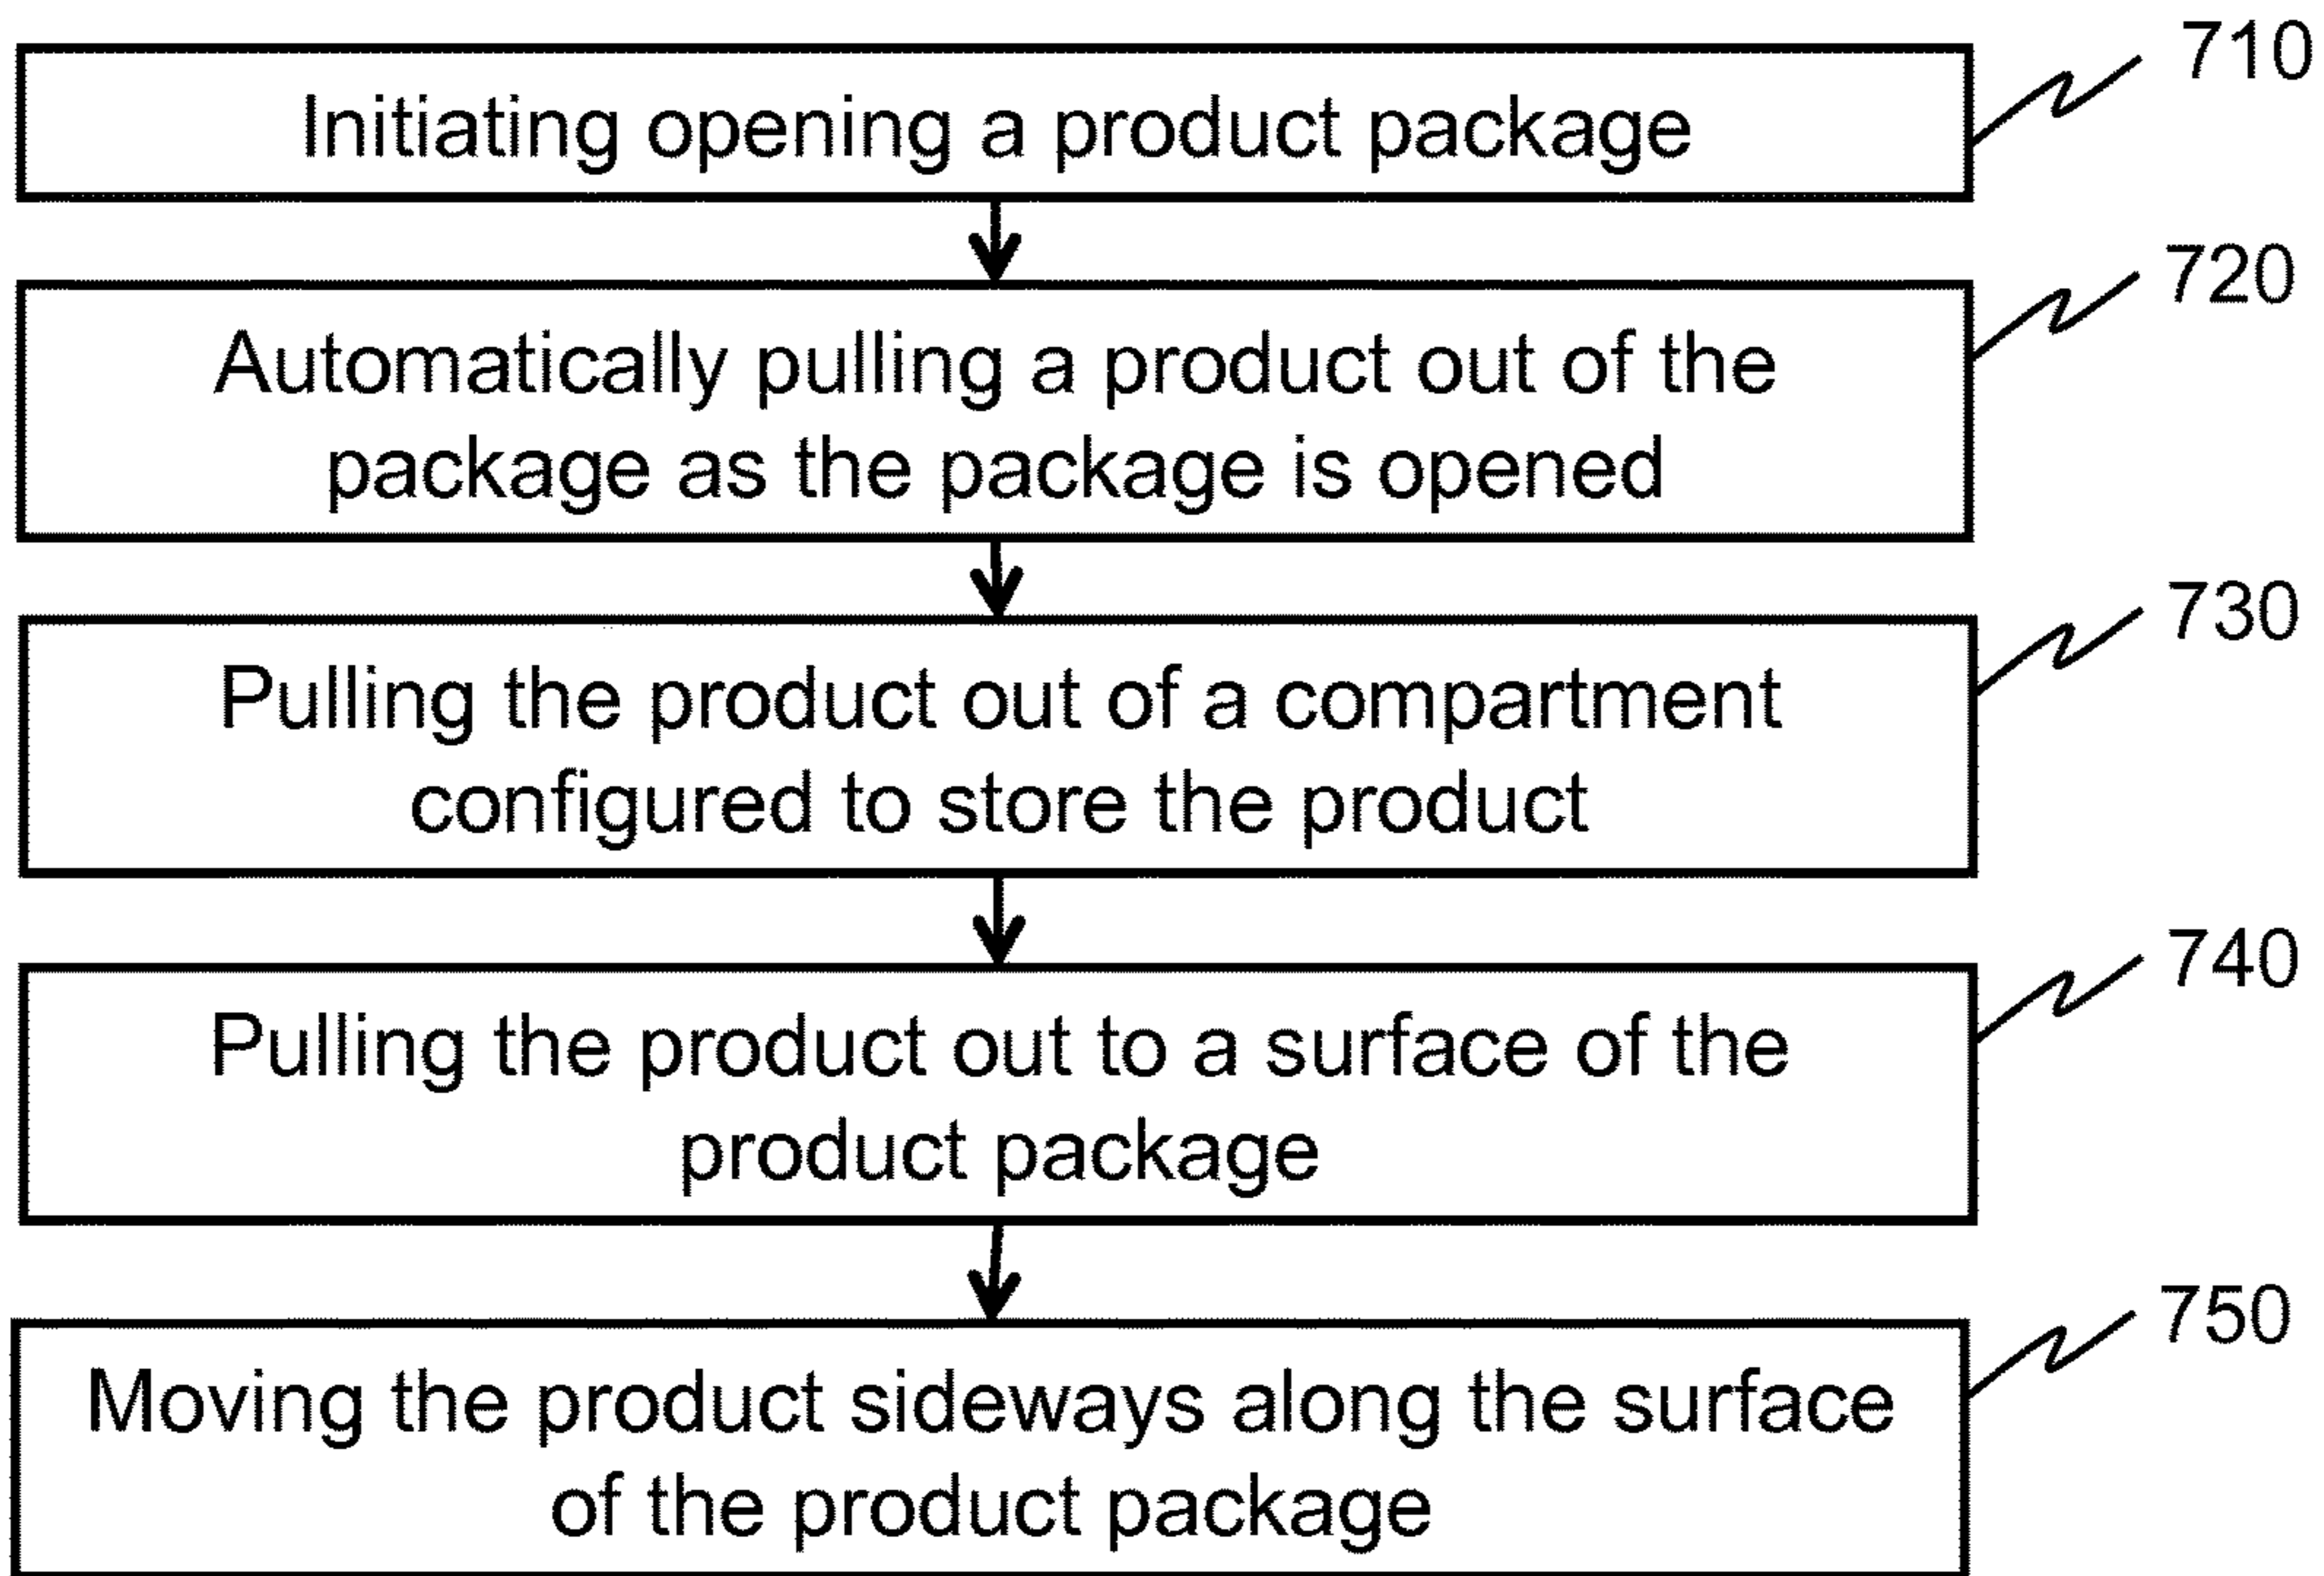 710
Initiating opening a product package
720
Automatically pulling a product out of the
package as the package is opened
730
Pulling the product out of a compartment
configured to store the product
740
Pulling the product out to a surface of the
product package
750
Moving the product sideways along the surface
of the product package